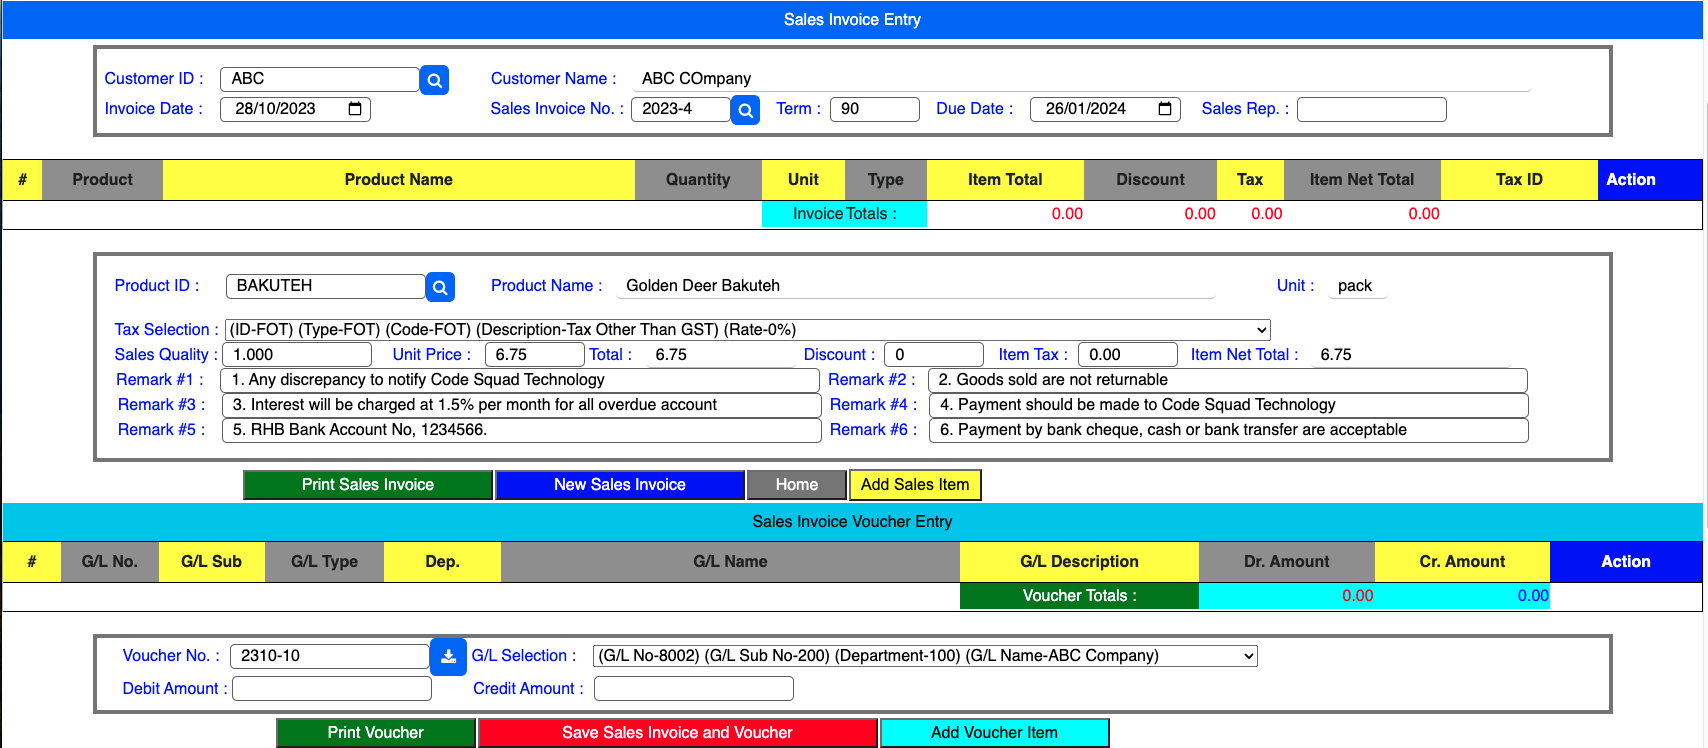 Sales Invoice Entry
Customer ID : ABC Customer Name : ABC COmpany
Invoice Date : 28/10/2023 Sales Invoice No. : 2023-4 Term : 90 Due Date : 26/01/2024 Sales Rep. :
# Product Product Name Quantity Unit Type Item Total Discount Tax Item Net Total Tax ID Action
Invoice Totals : 0.00 0.00 0.00 0.00
Product ID : BAKUTEH Product Name : Golden Deer Bakuteh Unit : pack
Tax Selection : (ID-FOT) (Type-FOT) (Code-FOT) (Description-Tax Other Than GST) (Rate-0%)
Sales Quality : 1.000 Unit Price : 6.75 Total : 6.75 Discount : 0 Item Tax : 0.00 Item Net Total : 6.75
Remark #1 : 1. Any discrepancy to notify Code Squad Technology Remark #2 : 2. Goods sold are not returnable
Remark #3 : 3. Interest will be charged at 1.5% per month for all overdue account Remark #4 : 4. Payment should be made to Code Squad Technology
Remark #5 : 5. RHB Bank Account No, 1234566. Remark #6 : 6. Payment by bank cheque, cash or bank transfer are acceptable
Print Sales Invoice New Sales Invoice Home Add Sales Item
Sales Invoice Voucher Entry
# G/L No. G/L Sub G/L Type Dep. G/L Name G/L Description Dr. Amount Cr. Amount Action
Voucher Totals : 0.00 0.00
Voucher No. : 2310-10 G/L Selection : (G/L No-8002) (G/L Sub No-200) (Department-100) (G/L Name-ABC Company)
Debit Amount : Credit Amount :
Print Voucher Save Sales Invoice and Voucher Add Voucher Item